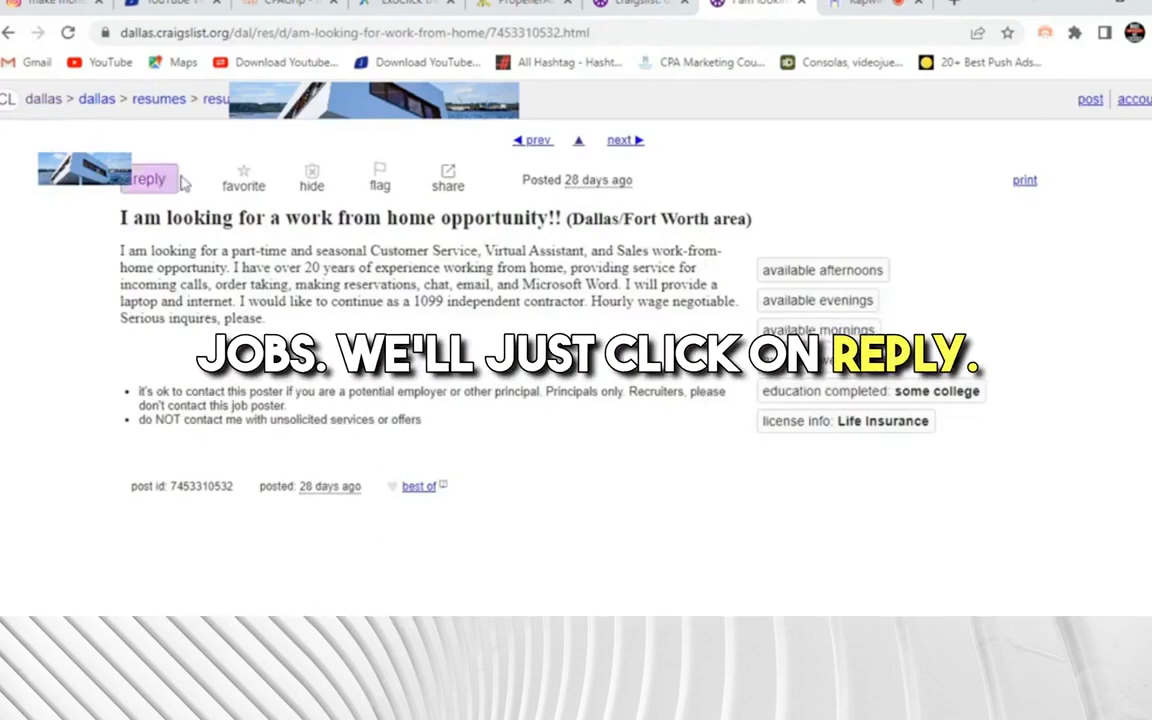 dallas.craigslist.org/dal/res/d/am-looking-for-work-from-home/7453310532.html
Gmail YouTube Maps Download Youtube... Download YouTube... All Hashtag - Hasht... CPA Marketing Cou... Consolas, videojue... 20+ Best Push Ads...
CL dallas > dallas > resumes > resu post accou
◀ prev ▲ next ▶
reply favorite hide flag share Posted 28 days ago print
I am looking for a work from home opportunity!! (Dallas/Fort Worth area)
I am looking for a part-time and seasonal Customer Service, Virtual Assistant, and Sales work-from-
home opportunity. I have over 20 years of experience working from home, providing service for
incoming calls, order taking, making reservations, chat, email, and Microsoft Word. I will provide a
laptop and internet. I would like to continue as a 1099 independent contractor. Hourly wage negotiable.
Serious inquires, please.
available afternoons
available evenings
available mornings
JOBS. WE'LL JUST CLICK ON REPLY.
education completed: some college
license info: Life Insurance
• it's ok to contact this poster if you are a potential employer or other principal. Principals only. Recruiters, please
don't contact this job poster.
• do NOT contact me with unsolicited services or offers
post id: 7453310532 posted: 28 days ago best of